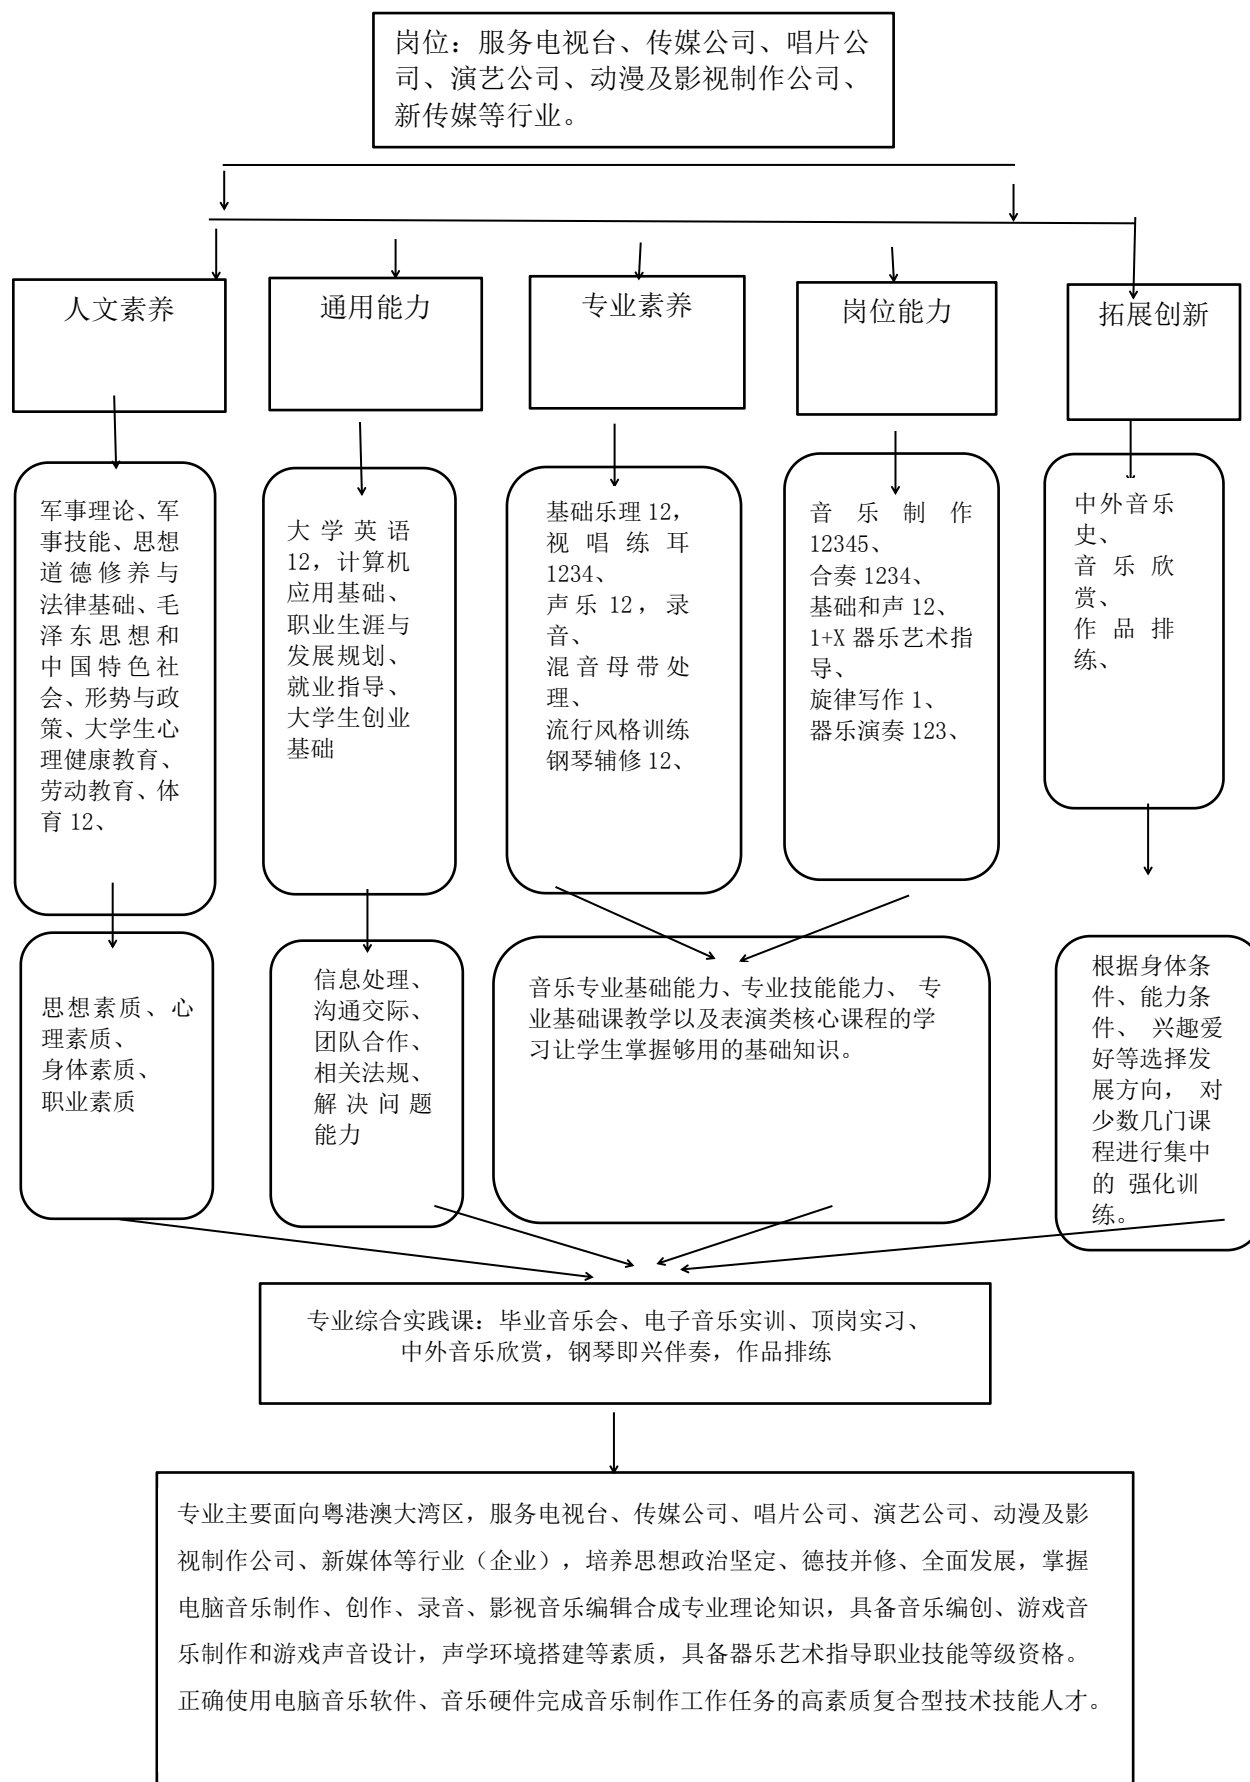 岗位：服务电视台、传媒公司、唱片公
司、演艺公司、动漫及影视制作公司、
新传媒等行业。
人文素养
通用能力
专业素养
岗位能力
拓展创新
军事理论、军
事技能、思想
道德修养与
法律基础、毛
泽东思想和
中国特色社
会、形势与政
策、大学生心
理健康教育、
劳动教育、体
育 12、
大学英语
12，计算机
应用基础、
职业生涯与
发展规划、
就业指导、
大学生创业
基础
基础乐理 12，
视唱练耳
1234、
声乐 12，录
音、
混音母带处
理、
流行风格训练
钢琴辅修 12、
音乐制作
12345、
合奏 1234、
基础和声 12、
1+X 器乐艺术指
导、
旋律写作 1、
器乐演奏 123、
中外音乐
史、
音乐欣
赏、
作品排
练、
思想素质、心
理素质、
身体素质、
职业素质
信息处理、
沟通交际、
团队合作、
相关法规、
解决问题
能力
音乐专业基础能力、专业技能能力、 专
业基础课教学以及表演类核心课程的学
习让学生掌握够用的基础知识。
根据身体条
件、能力条
件、 兴趣爱
好等选择发
展方向， 对
少数几门课
程进行集中
的 强化训
练。
专业综合实践课：毕业音乐会、电子音乐实训、顶岗实习、
中外音乐欣赏，钢琴即兴伴奏，作品排练
专业主要面向粤港澳大湾区，服务电视台、传媒公司、唱片公司、演艺公司、动漫及影
视制作公司、新媒体等行业（企业），培养思想政治坚定、德技并修、全面发展，掌握
电脑音乐制作、创作、录音、影视音乐编辑合成专业理论知识，具备音乐编创、游戏音
乐制作和游戏声音设计，声学环境搭建等素质，具备器乐艺术指导职业技能等级资格。
正确使用电脑音乐软件、音乐硬件完成音乐制作工作任务的高素质复合型技术技能人才。